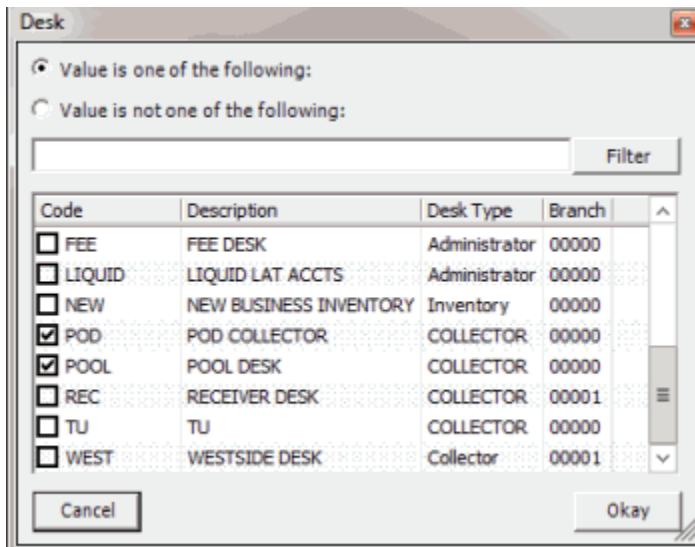 Desk
Value is one of the following:
Value is not one of the following:
Filter
Code Description Desk Type Branch
FEE FEE DESK Administrator 00000
LIQUID LIQUID LAT ACCTS Administrator 00000
NEW NEW BUSINESS INVENTORY Inventory 00000
POD POD COLLECTOR COLLECTOR 00000
POOL POOL DESK COLLECTOR 00000
REC RECEIVER DESK COLLECTOR 00001
TU TU COLLECTOR 00000
WEST WESTSIDE DESK Collector 00001
Cancel Okay